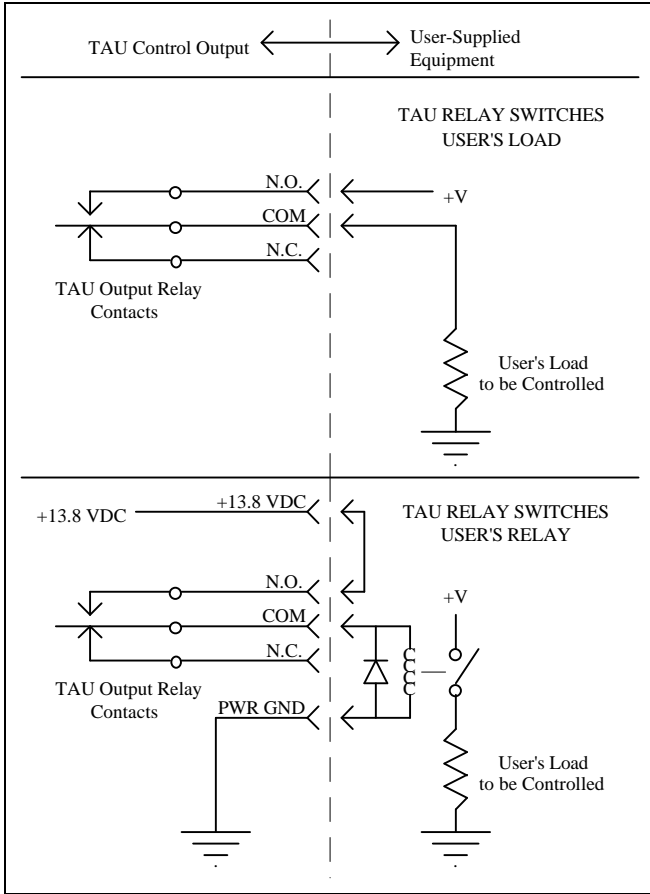 TAU Control Output
User-Supplied
Equipment
TAU RELAY SWITCHES
USER'S LOAD
N.O.
+V
COM
N.C.
TAU Output Relay
Contacts
User's Load
to be Controlled
+13.8 VDC
+13.8 VDC
TAU RELAY SWITCHES
USER'S RELAY
N.O.
COM
+V
N.C.
TAU Output Relay
Contacts
PWR GND
User's Load
to be Controlled